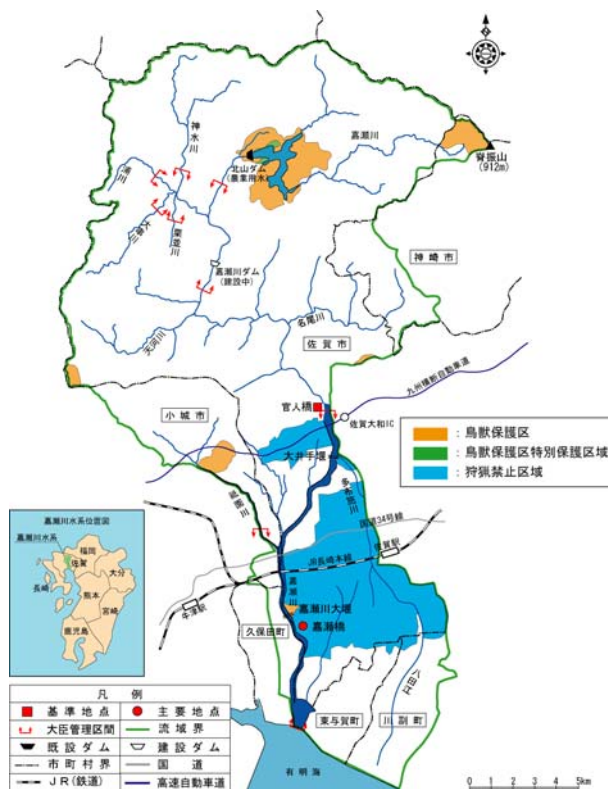 N
神水川
嘉瀬川
脊振山
(912m)
北山ダム
(農業用水)
浦川
大串川
栗並川
嘉瀬川ダム
(建設中)
神崎市
天河川
名尾川
佐賀市
九州横断自動車道
官人橋
佐賀大和IC
小城市
大井手堰
多布施川
祇園川
国道34号線
佐賀駅
JR長崎本線
牛津駅
嘉瀬川
嘉瀬川大堰
嘉瀬橋
久保田町
東与賀町
川副町
八田江
有明海
:鳥獣保護区
:鳥獣保護区特別保護区域
:狩猟禁止区域
嘉瀬川水系位置図
嘉瀬川水系
福岡
佐賀
大分
長崎
熊本
宮崎
鹿児島
凡 例
基準地点
主要地点
大臣管理区間
流域界
既設ダム
建設ダム
市町村界
国道
JR(鉄道)
高速自動車道
0 1 2 3 4 5km